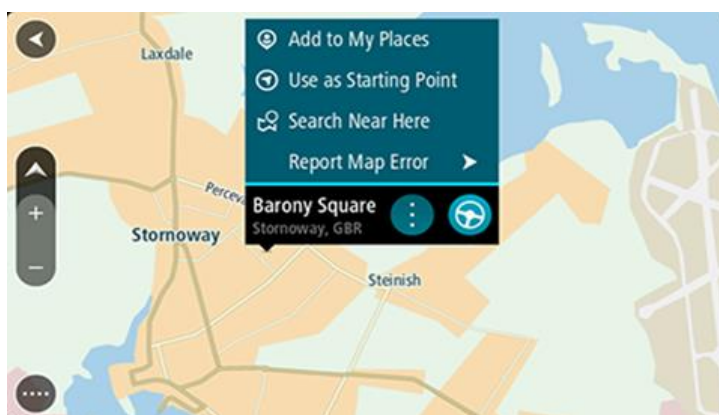 Laxdale
Add to My Places
Use as Starting Point
Search Near Here
Report Map Error
Perceva
Barony Square
Stornoway, GBR
Stornoway
Steinish